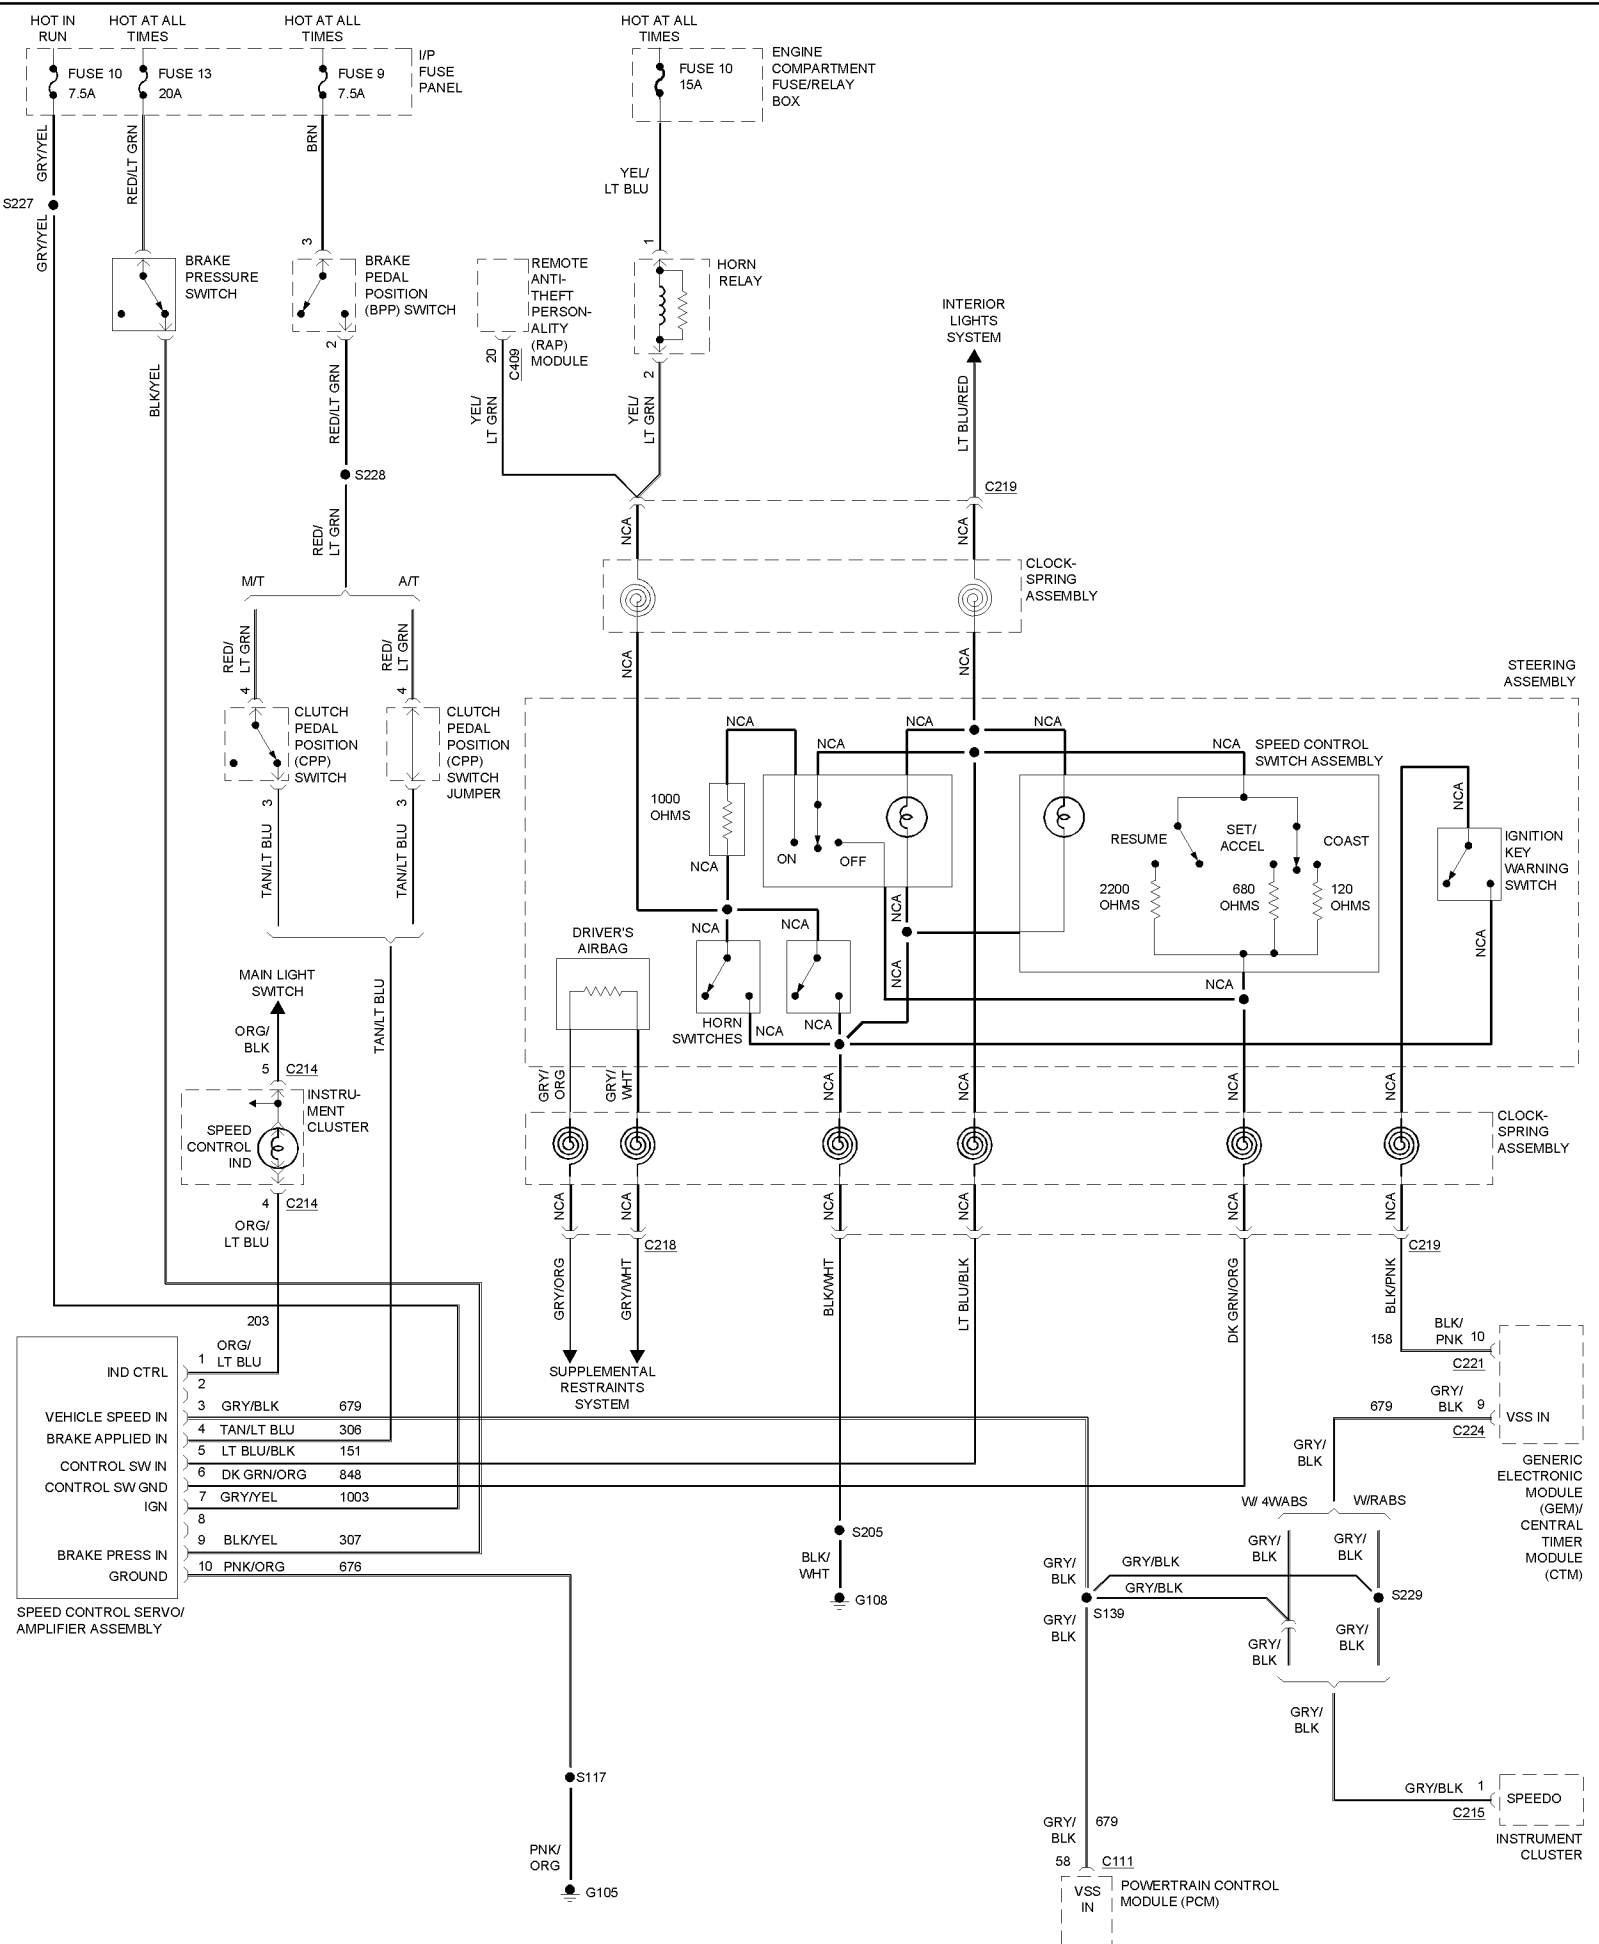 HOT IN
RUN
HOT AT ALL
TIMES
HOT AT ALL
TIMES
HOT AT ALL
TIMES
FUSE 10
7.5A
FUSE 13
20A
FUSE 9
7.5A
I/P
FUSE
PANEL
FUSE 10
15A
ENGINE
COMPARTMENT
FUSE/RELAY
BOX
GRY/YEL
RED/LT GRN
BRN
YEL/
LT BLU
S227
GRY/YEL
3
1
BRAKE
PRESSURE
SWITCH
BRAKE
PEDAL
POSITION
(BPP) SWITCH
REMOTE
ANTI-
THEFT
PERSON-
ALITY
(RAP)
MODULE
HORN
RELAY
INTERIOR
LIGHTS
SYSTEM
2
20
C409
2
BLK/YEL
RED/LT GRN
YEL/
LT GRN
YEL/
LT GRN
LT BLU/RED
S228
C219
RED/
LT GRN
NCA
NCA
M/T
A/T
CLOCK-
SPRING
ASSEMBLY
RED/
LT GRN
RED/
LT GRN
4
4
NCA
NCA
STEERING
ASSEMBLY
CLUTCH
PEDAL
POSITION
(CPP)
SWITCH
CLUTCH
PEDAL
POSITION
(CPP)
SWITCH
JUMPER
3
3
TAN/LT BLU
TAN/LT BLU
NCA
NCA
NCA
NCA
NCA
SPEED CONTROL
SWITCH ASSEMBLY
1000
OHMS
NCA
ON
OFF
RESUME
SET/
ACCEL
COAST
2200
OHMS
680
OHMS
120
OHMS
NCA
IGNITION
KEY
WARNING
SWITCH
NCA
NCA
NCA
NCA
NCA
NCA
DRIVER'S
AIRBAG
HORN
SWITCHES
NCA
NCA
MAIN LIGHT
SWITCH
ORG/
BLK
TAN/LT BLU
5
C214
INSTRU-
MENT
CLUSTER
SPEED
CONTROL
IND
4
C214
ORG/
LT BLU
GRY/
ORG
GRY/
WHT
NCA
NCA
NCA
NCA
CLOCK-
SPRING
ASSEMBLY
NCA
NCA
NCA
NCA
NCA
NCA
C218
C219
GRY/ORG
GRY/WHT
BLK/WHT
LT BLU/BLK
DK GRN/ORG
BLK/PNK
SUPPLEMENTAL
RESTRAINTS
SYSTEM
203
IND CTRL
1
ORG/
LT BLU
2
VEHICLE SPEED IN
3
GRY/BLK
679
BRAKE APPLIED IN
4
TAN/LT BLU
306
CONTROL SW IN
5
LT BLU/BLK
151
CONTROL SW GND
6
DK GRN/ORG
848
IGN
7
GRY/YEL
1003
8
BRAKE PRESS IN
9
BLK/YEL
307
GROUND
10
PNK/ORG
676
SPEED CONTROL SERVO/
AMPLIFIER ASSEMBLY
158
BLK/
PNK
10
C221
679
GRY/
BLK
9
C224
VSS IN
GENERIC
ELECTRONIC
MODULE
(GEM)/
CENTRAL
TIMER
MODULE
(CTM)
GRY/
BLK
W/ 4WABS
W/RABS
GRY/
BLK
GRY/
BLK
S205
BLK/
WHT
G108
GRY/
BLK
GRY/BLK
GRY/BLK
S139
S229
GRY/
BLK
GRY/
BLK
GRY/
BLK
GRY/
BLK
S117
PNK/
ORG
G105
GRY/BLK
1
C215
SPEEDO
INSTRUMENT
CLUSTER
GRY/
BLK
679
58
C111
VSS
IN
POWERTRAIN CONTROL
MODULE (PCM)